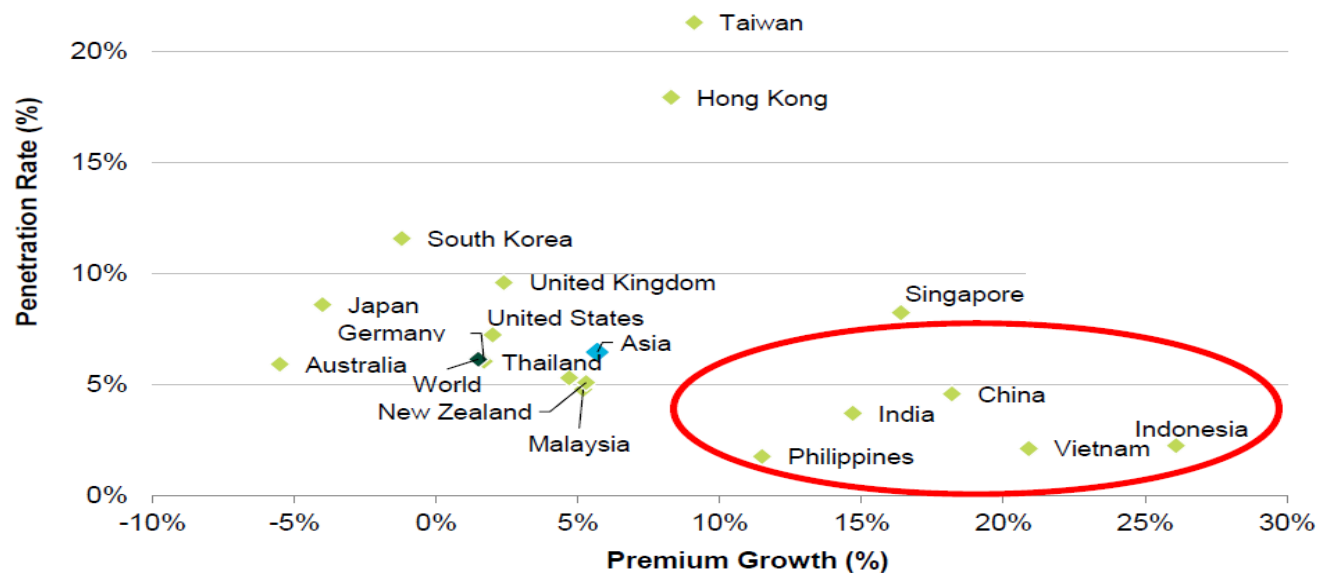 Taiwan
20%
Hong Kong
15%
South Korea
10%
United Kingdom
Singapore
Japan
United States
Germany
Asia
Australia
Thailand
World
5%
New Zealand
China
India
Malaysia
Indonesia
Philippines
Vietnam
0%
-10% -5% 0% 5% 10% 15% 20% 25% 30%
Premium Growth (%)
Penetration Rate (%)